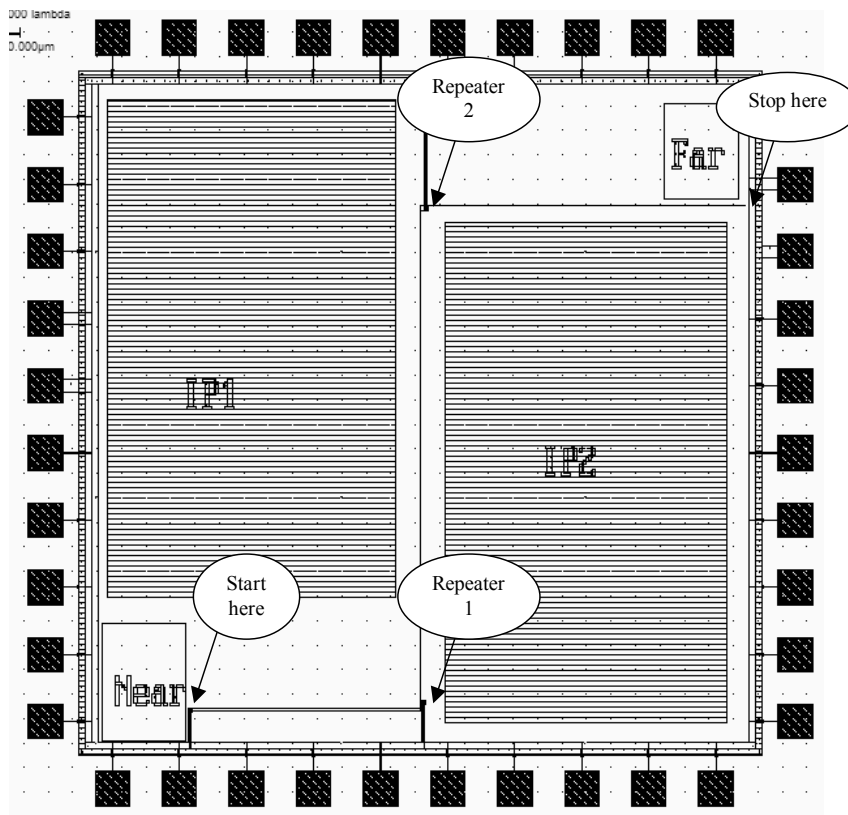 000 lambda
0.000µm
Repeater
2
Stop here
Far
IP1
IP2
Start
here
Repeater
1
Near